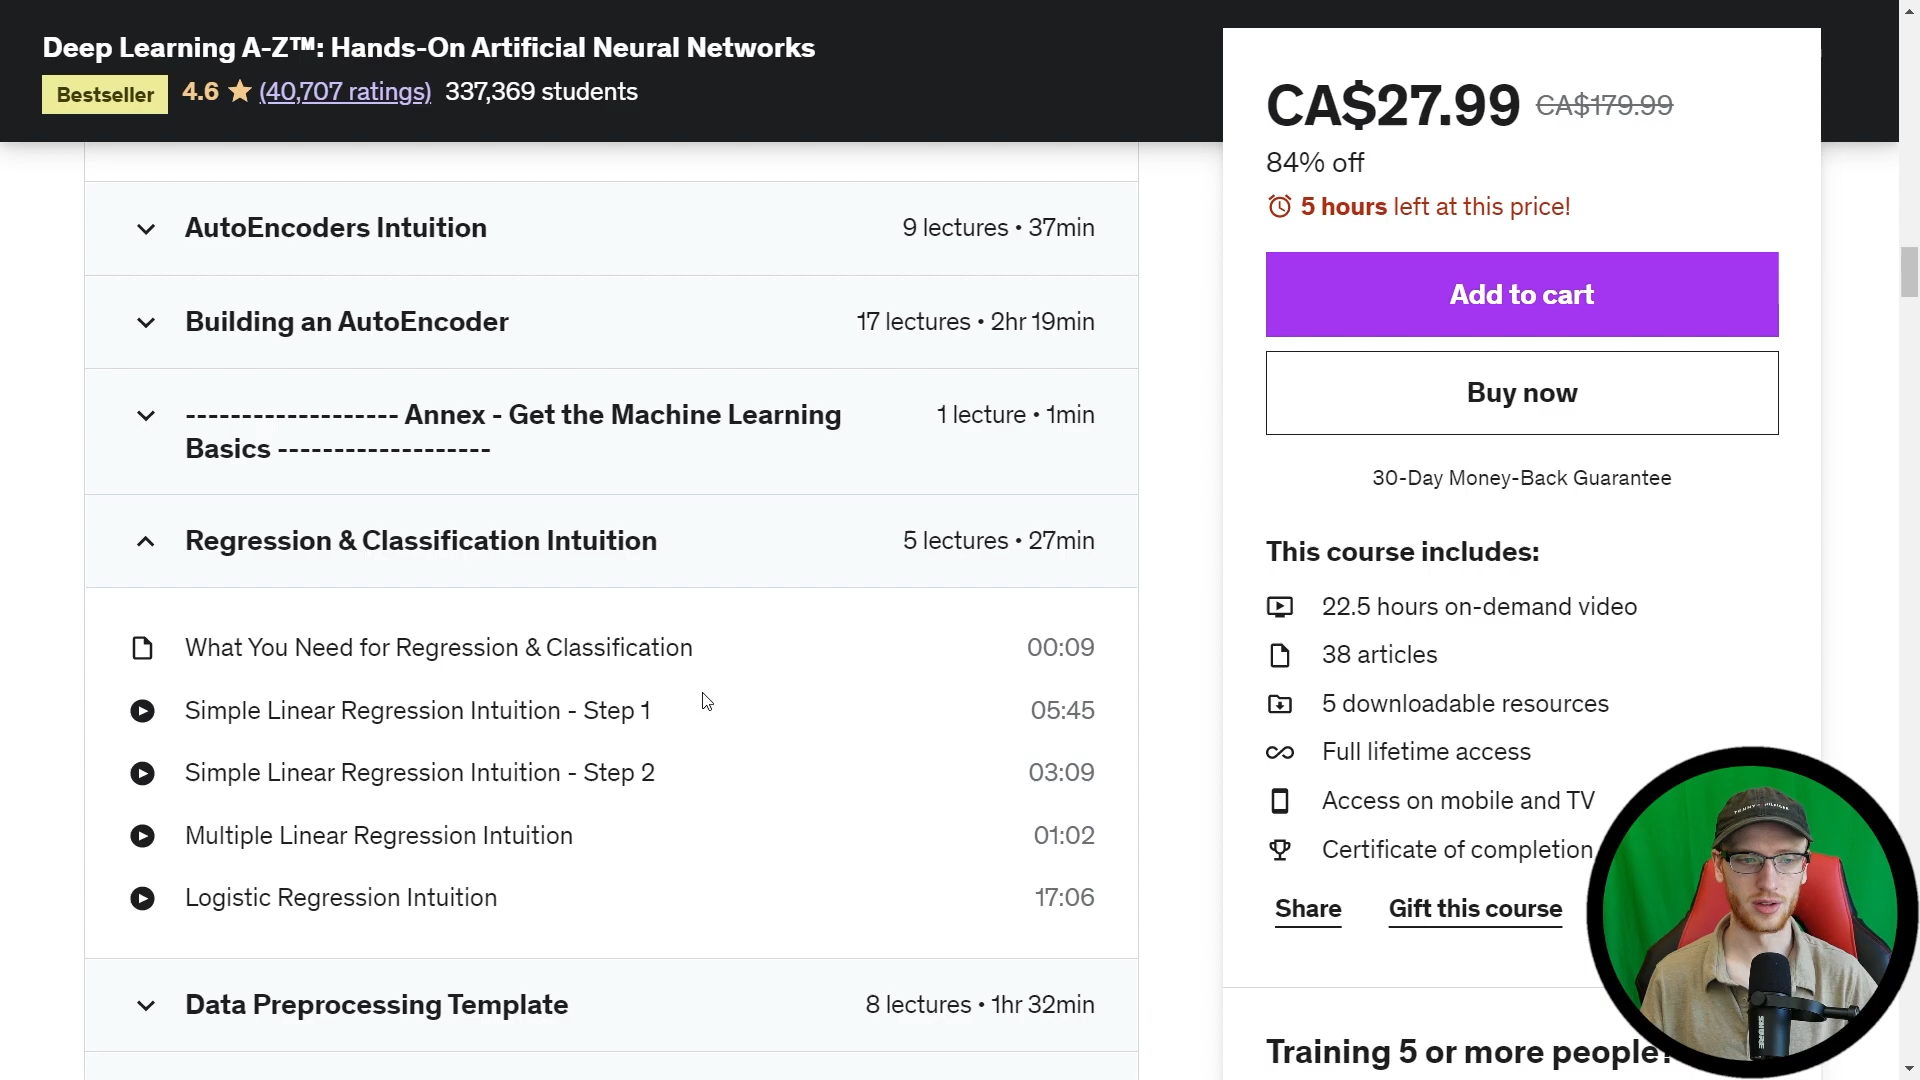 Deep Learning A-Z™: Hands-On Artificial Neural Networks
Bestseller 4.6 (40,707 ratings) 337,369 students
AutoEncoders Intuition 9 lectures • 37min
Building an AutoEncoder 17 lectures • 2hr 19min
------------------- Annex - Get the Machine Learning 1 lecture • 1min
Basics -------------------
Regression & Classification Intuition 5 lectures • 27min
What You Need for Regression & Classification 00:09
Simple Linear Regression Intuition - Step 1 05:45
Simple Linear Regression Intuition - Step 2 03:09
Multiple Linear Regression Intuition 01:02
Logistic Regression Intuition 17:06
Data Preprocessing Template 8 lectures • 1hr 32min
CA$27.99 CA$179.99
84% off
5 hours left at this price!
Add to cart
Buy now
30-Day Money-Back Guarantee
This course includes:
22.5 hours on-demand video
38 articles
5 downloadable resources
Full lifetime access
Access on mobile and TV
Certificate of completion
Share Gift this course
Training 5 or more people?
SHURE